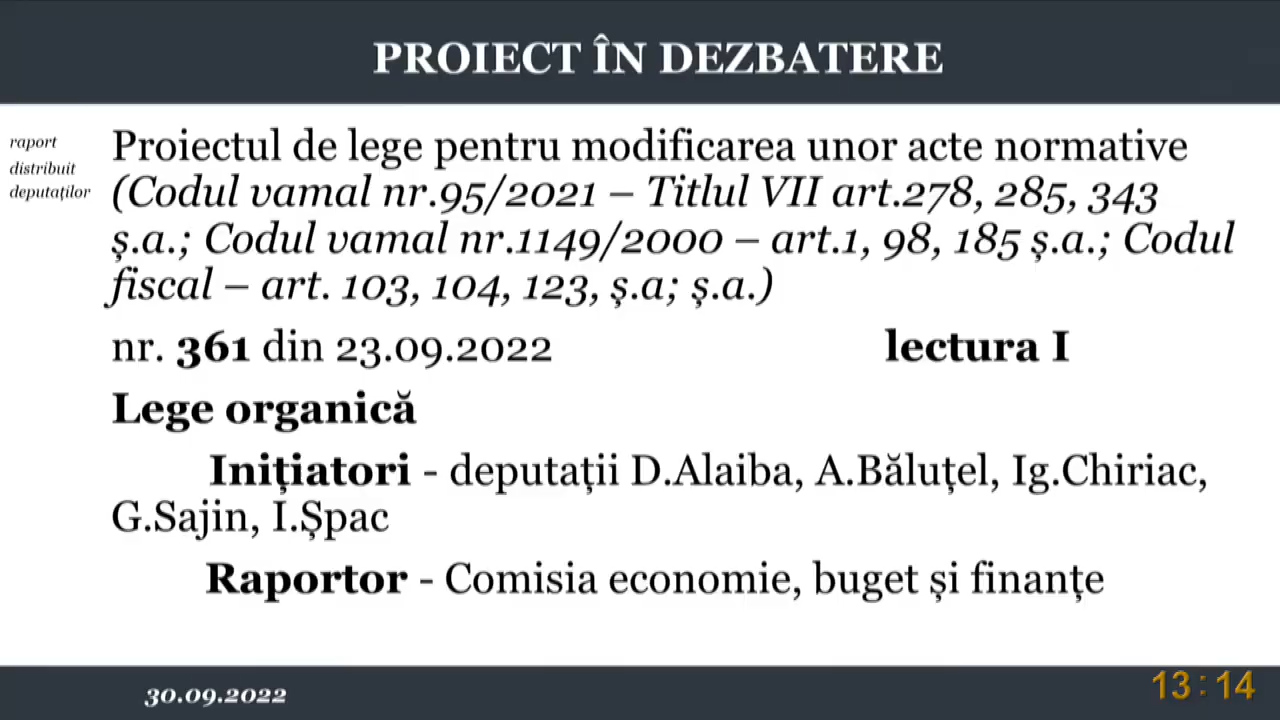 PROIECT ÎN DEZBATERE
raport
distribuit
deputaților
Proiectul de lege pentru modificarea unor acte normative
(Codul vamal nr.95/2021 – Titlul VII art.278, 285, 343
ș.a.; Codul vamal nr.1149/2000 – art.1, 98, 185 ș.a.; Codul
fiscal – art. 103, 104, 123, ș.a; ș.a.)
nr. 361 din 23.09.2022 lectura I
Lege organică
Inițiatori - deputații D.Alaiba, A.Băluțel, Ig.Chiriac,
G.Sajin, I.Șpac
Raportor - Comisia economie, buget și finanțe
30.09.2022
13:14